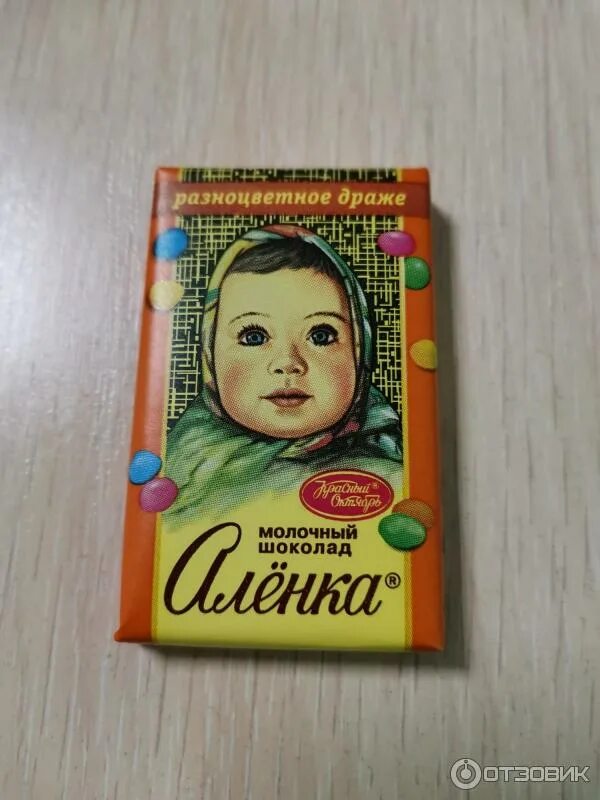 разноцветное драже
Красный®
Октябрь
МОЛОЧНЫЙ
ШОКОЛАД
Алёнка®
ОТЗОВИК